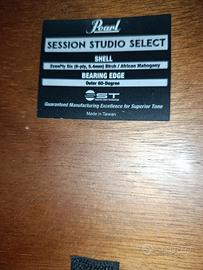 Pearl
SESSION STUDIO SELECT
SHELL
EvenPly Six (6-ply, 5.4mm) Birch / African Mahogany
BEARING EDGE
Outer 60-Degree
SST
Guaranteed Manufacturing Excellence for Superior Tone
Made in Taiwan